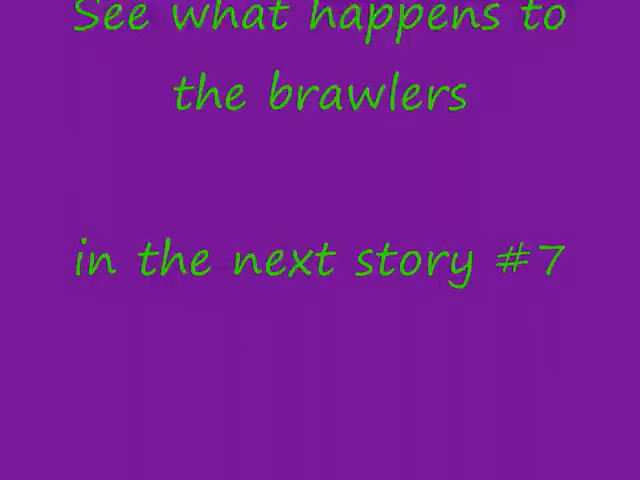 See what happens to
the brawlers
in the next story #7